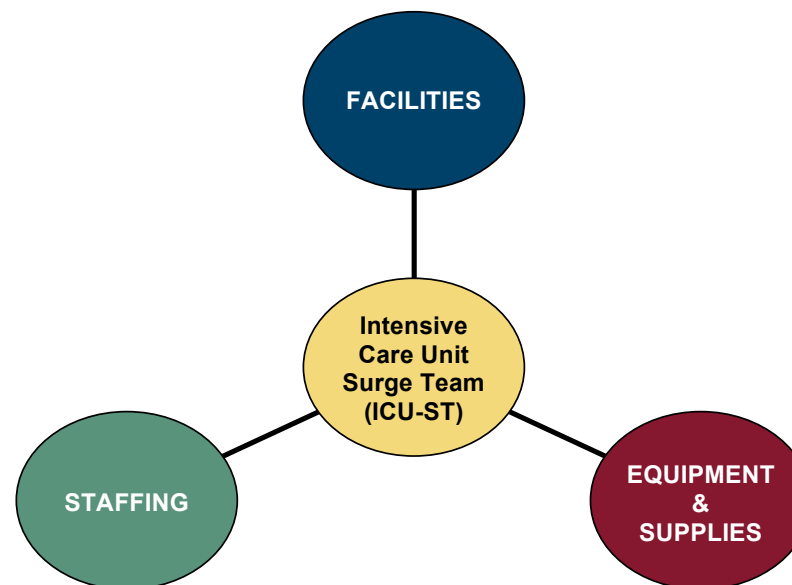 FACILITIES
Intensive
Care Unit
Surge Team
(ICU-ST)
STAFFING
EQUIPMENT
&
SUPPLIES